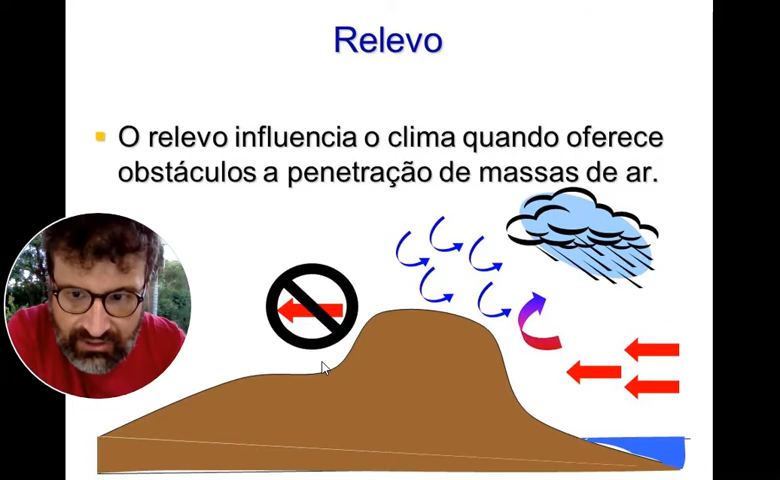 Relevo
O relevo influencia o clima quando oferece
obstáculos a penetração de massas de ar.